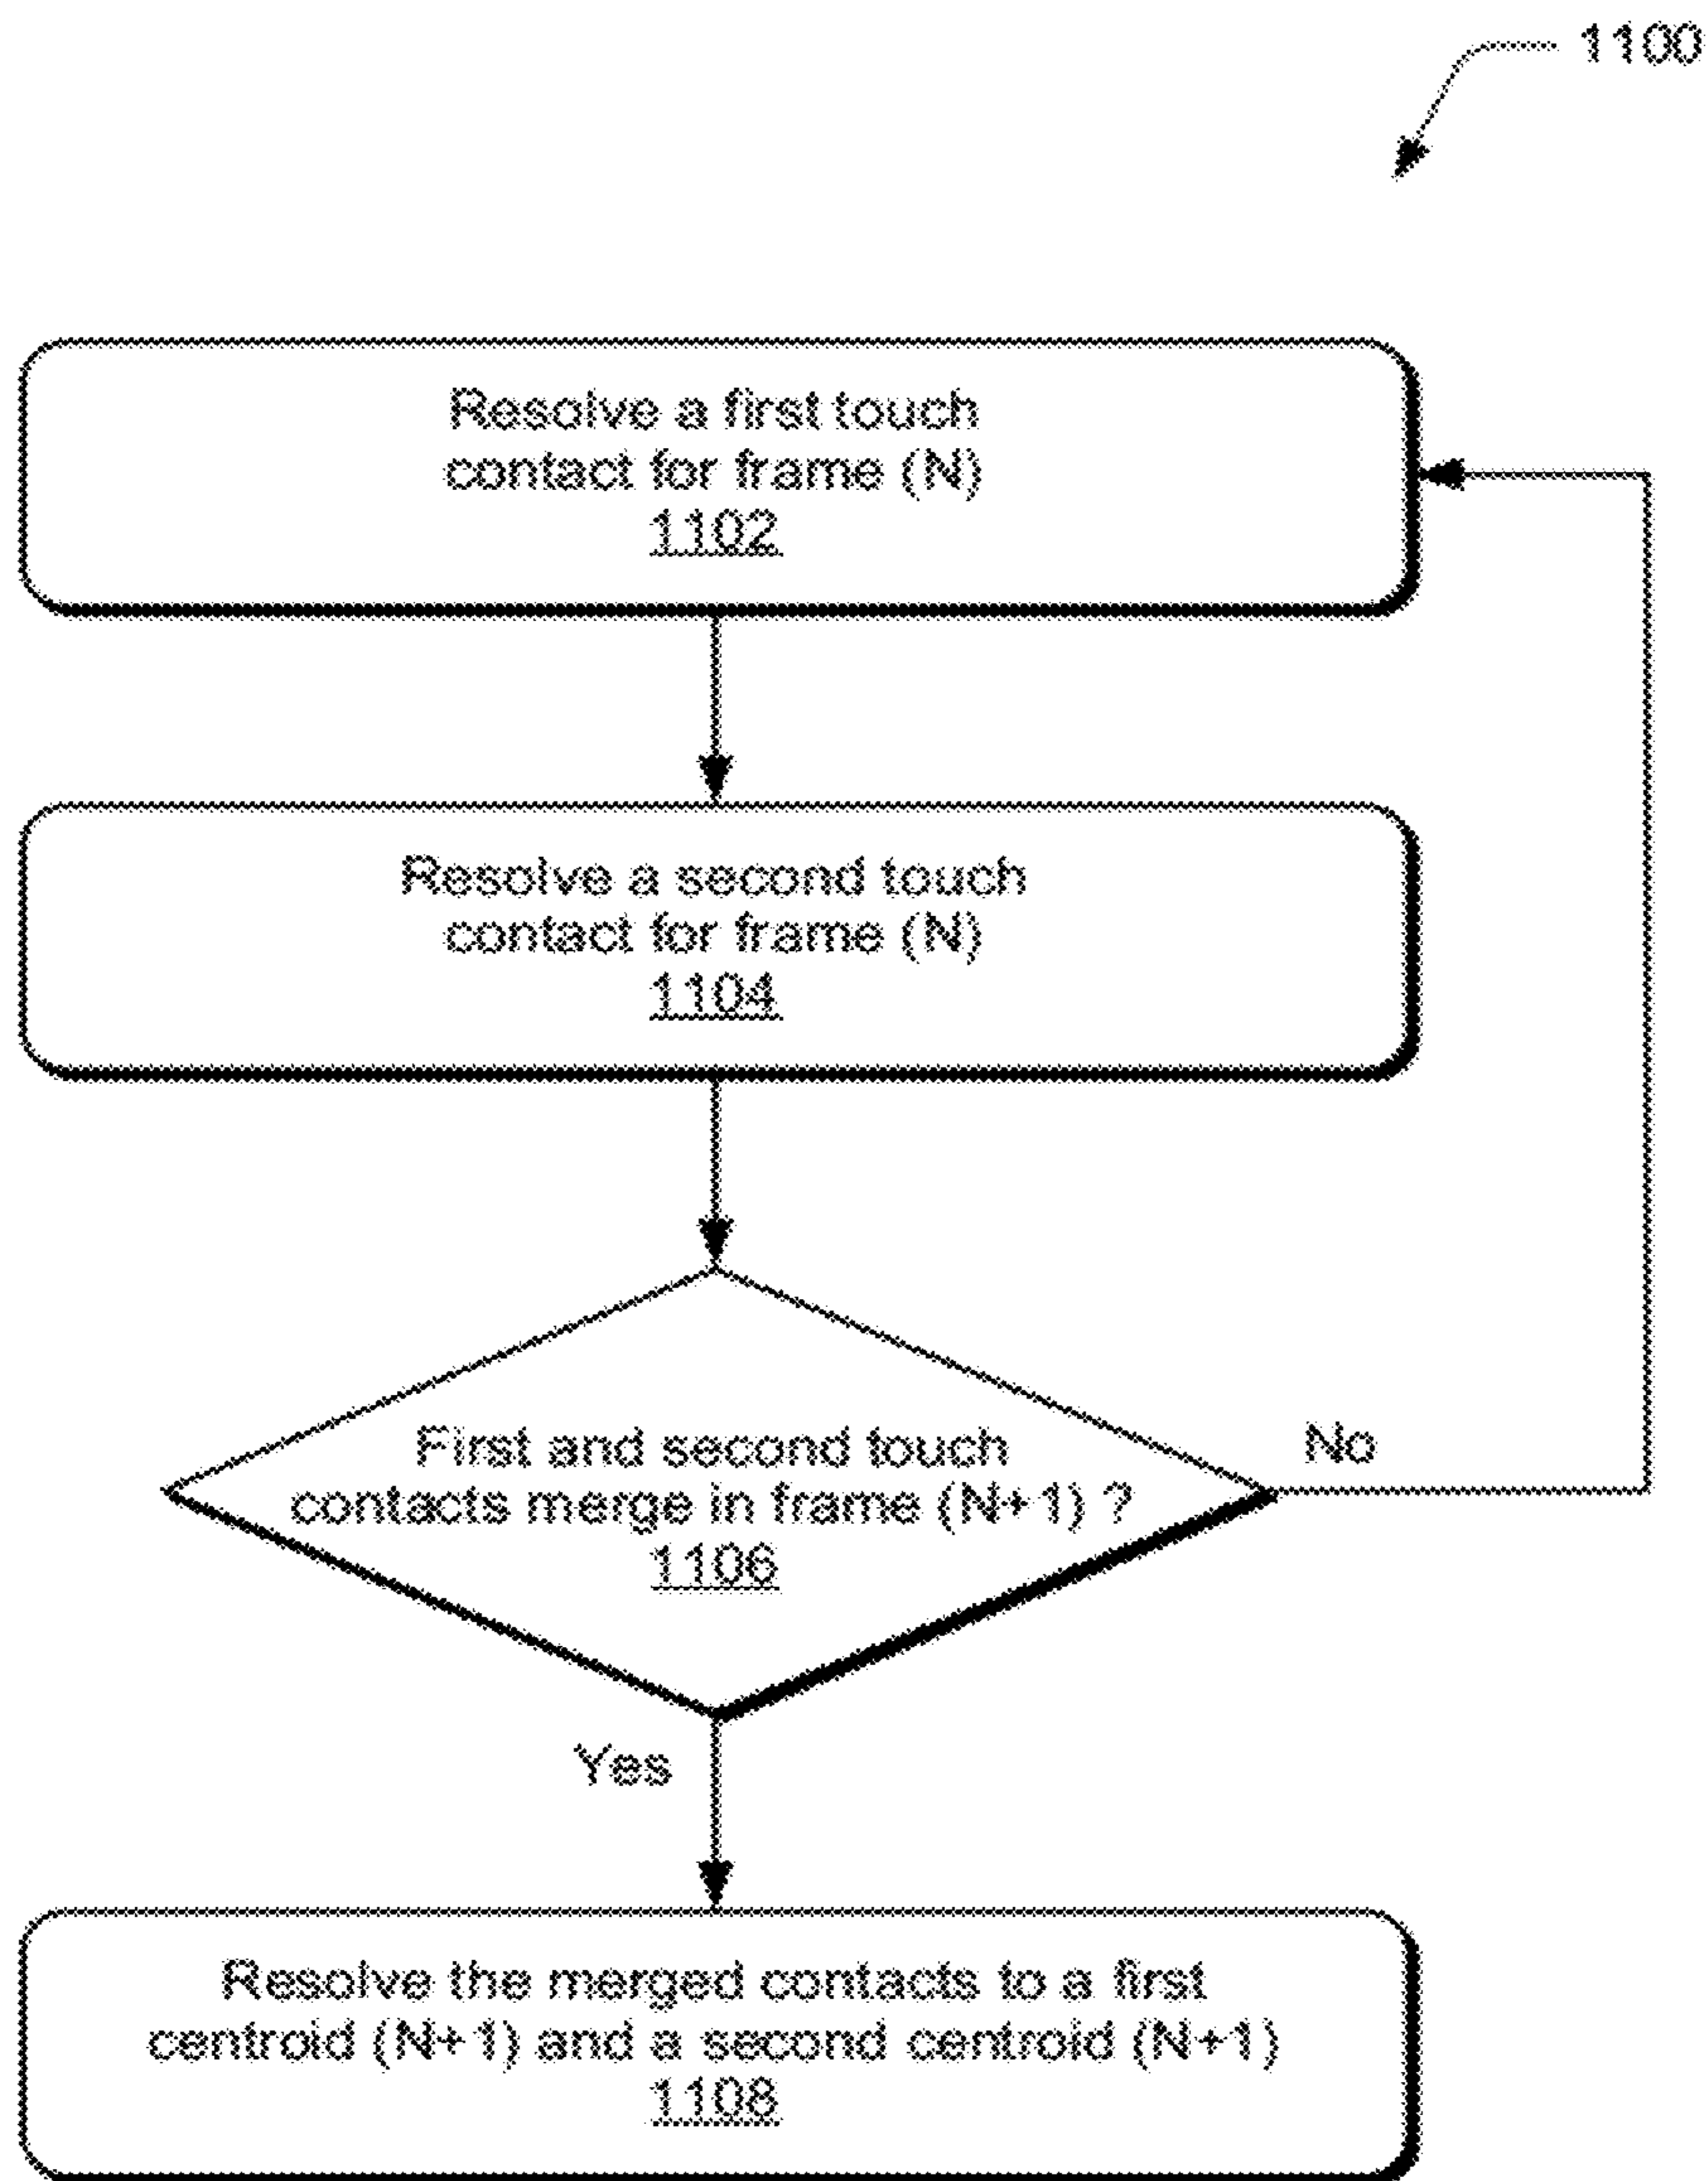 1100
Resolve a first touch
contact for frame (N)
1102
Resolve a second touch
contact for frame (N)
1104
First and second touch
contacts merge in frame (N+1) ?
1106
No
Yes
Resolve the merged contacts to a first
centroid (N+1) and a second centroid (N+1)
1108